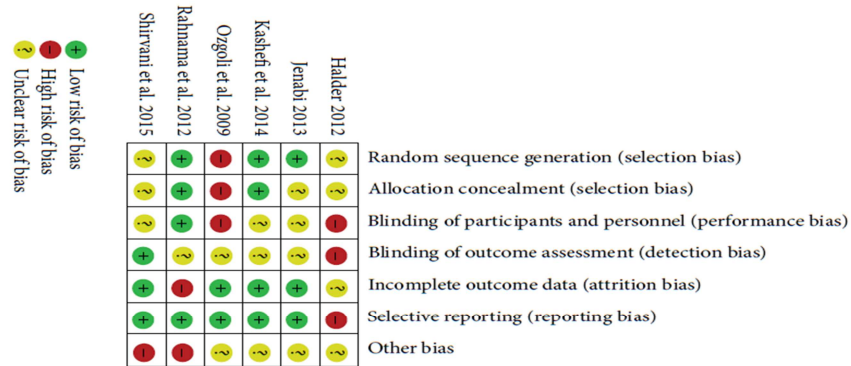 Shirvani et al. 2015
Rahnama et al. 2012
Ozgoli et al. 2009
Kashefi et al. 2014
Jenabi 2013
Halder 2012
? + - + + ? Random sequence generation (selection bias)
? + - + ? ? Allocation concealment (selection bias)
? + - ? ? - Blinding of participants and personnel (performance bias)
+ ? ? ? ? - Blinding of outcome assessment (detection bias)
+ - + + + ? Incomplete outcome data (attrition bias)
+ + + + + - Selective reporting (reporting bias)
- - ? ? ? ? Other bias
+ Low risk of bias
- High risk of bias
? Unclear risk of bias